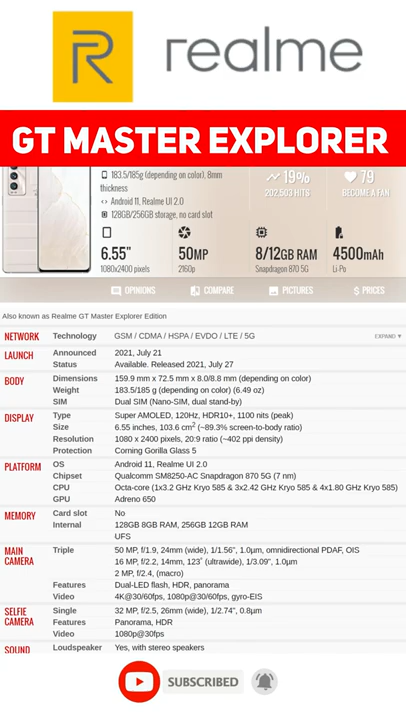 realme
GT MASTER EXPLORER
183.5/185g (depending on color), 8mm
thickness
Android 11, Realme UI 2.0
128GB/256GB storage, no card slot
19%
202,503 HITS
79
BECOME A FAN
6.55"
1080x2400 pixels
50MP
2160p
8/12GB RAM
Snapdragon 870 5G
4500mAh
Li-Po
OPINIONS COMPARE PICTURES PRICES
Also known as Realme GT Master Explorer Edition
NETWORK Technology GSM / CDMA / HSPA / EVDO / LTE / 5G EXPAND ▼
LAUNCH Announced 2021, July 21
Status Available. Released 2021, July 27
BODY Dimensions 159.9 mm x 72.5 mm x 8.0/8.8 mm (depending on color)
Weight 183.5/185 g (depending on color) (6.49 oz)
SIM Dual SIM (Nano-SIM, dual stand-by)
DISPLAY Type Super AMOLED, 120Hz, HDR10+, 1100 nits (peak)
Size 6.55 inches, 103.6 cm2 (~89.3% screen-to-body ratio)
Resolution 1080 x 2400 pixels, 20:9 ratio (~402 ppi density)
Protection Corning Gorilla Glass 5
PLATFORM OS Android 11, Realme UI 2.0
Chipset Qualcomm SM8250-AC Snapdragon 870 5G (7 nm)
CPU Octa-core (1x3.2 GHz Kryo 585 & 3x2.42 GHz Kryo 585 & 4x1.80 GHz Kryo 585)
GPU Adreno 650
MEMORY Card slot No
Internal 128GB 8GB RAM, 256GB 12GB RAM
UFS
MAIN CAMERA Triple 50 MP, f/1.9, 24mm (wide), 1/1.56", 1.0µm, omnidirectional PDAF, OIS
16 MP, f/2.2, 14mm, 123˚ (ultrawide), 1/3.09", 1.0µm
2 MP, f/2.4, (macro)
Features Dual-LED flash, HDR, panorama
Video 4K@30/60fps, 1080p@30/60fps, gyro-EIS
SELFIE CAMERA Single 32 MP, f/2.5, 26mm (wide), 1/2.74", 0.8µm
Features Panorama, HDR
Video 1080p@30fps
SOUND Loudspeaker Yes, with stereo speakers
SUBSCRIBED